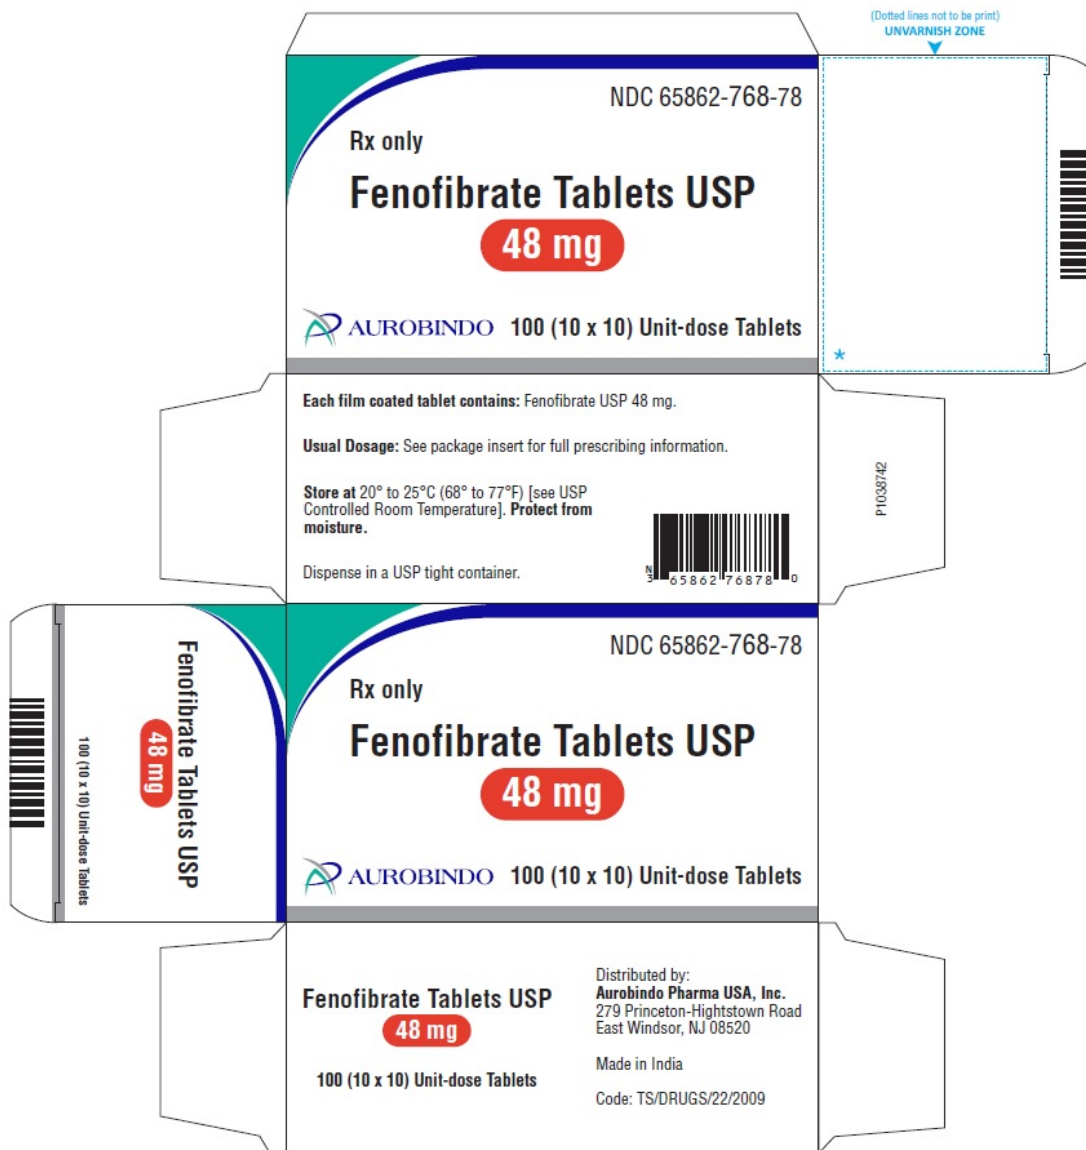 (Dotted lines not to be print)
UNVARNISH ZONE
NDC 65862-768-78
Rx only
Fenofibrate Tablets USP
48 mg
AUROBINDO 100 (10 x 10) Unit-dose Tablets
*
Each film coated tablet contains: Fenofibrate USP 48 mg.
Usual Dosage: See package insert for full prescribing information.
Store at 20° to 25°C (68° to 77°F) [see USP
Controlled Room Temperature]. Protect from
moisture.
Dispense in a USP tight container.
N
3 65862 76878 0
P1038742
Fenofibrate Tablets USP
48 mg
100 (10 x 10) Unit-dose Tablets
NDC 65862-768-78
Rx only
Fenofibrate Tablets USP
48 mg
AUROBINDO 100 (10 x 10) Unit-dose Tablets
Fenofibrate Tablets USP
48 mg
100 (10 x 10) Unit-dose Tablets
Distributed by:
Aurobindo Pharma USA, Inc.
279 Princeton-Hightstown Road
East Windsor, NJ 08520
Made in India
Code: TS/DRUGS/22/2009